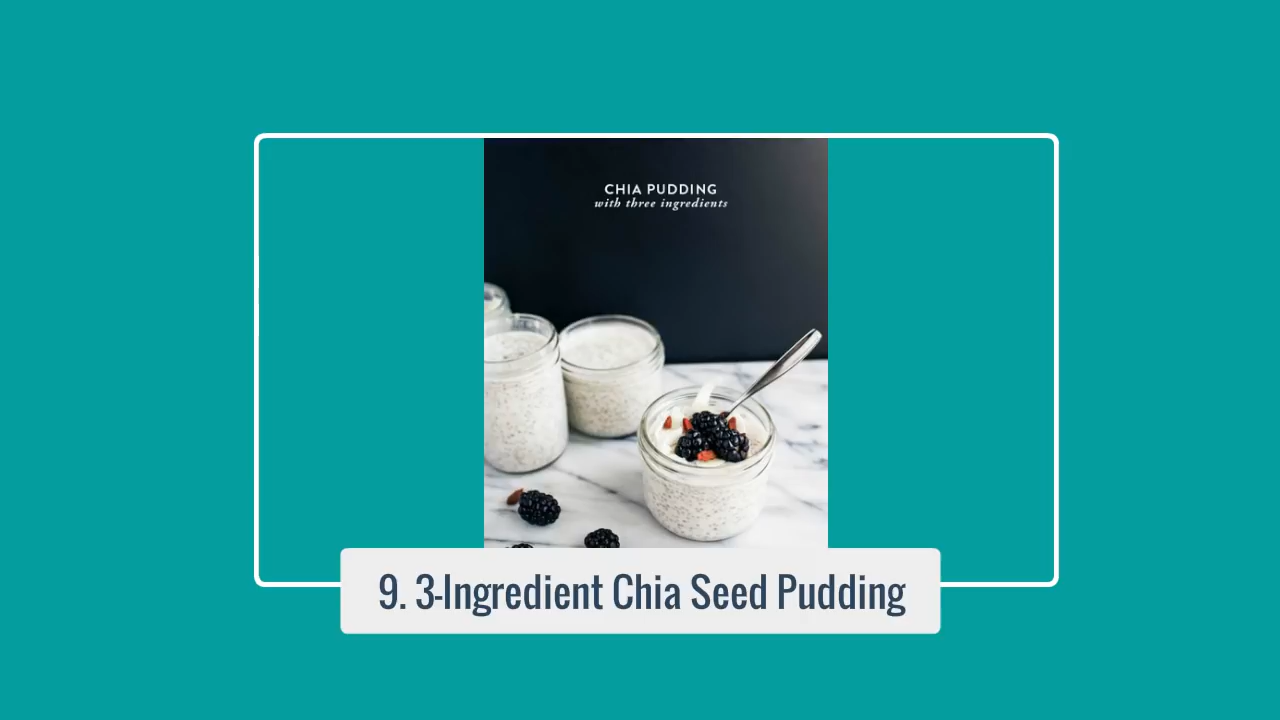 CHIA PUDDING
with three ingredients
9. 3-Ingredient Chia Seed Pudding